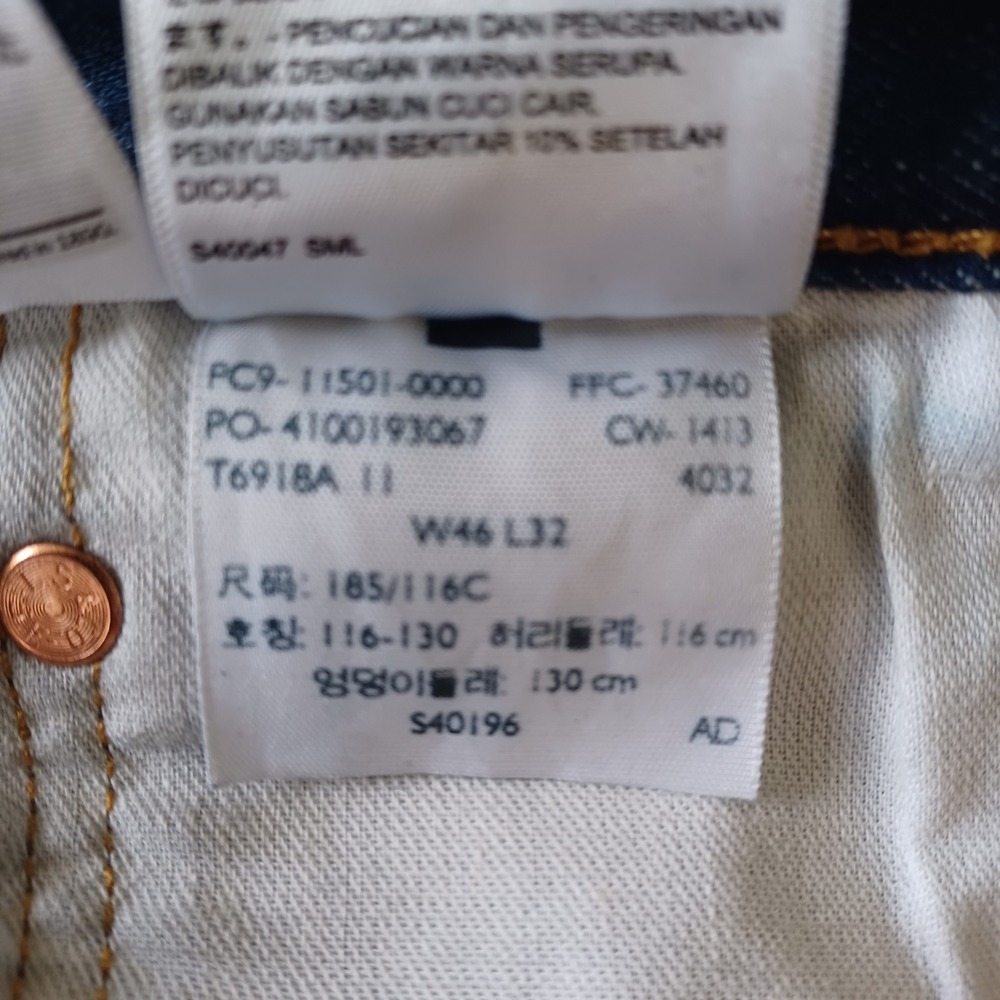 ます。- PENCUCIAN DAN PENGERINGAN
DIBALIK DENGAN WARNA SERUPA.
GUNAKAN SABUN CUCI CAIR.
PENYUSUTAN SEKITAR 10% SETELAH
DICUCI.
S40047 SML
PC9-11501-0000 FFC-37460
PO-4100193067 CW-1413
T6918A 11 4032
W46 L32
尺码: 185/116C
호칭: 116-130 허리둘레: 116 cm
엉덩이둘레: 130 cm
S40196 AD